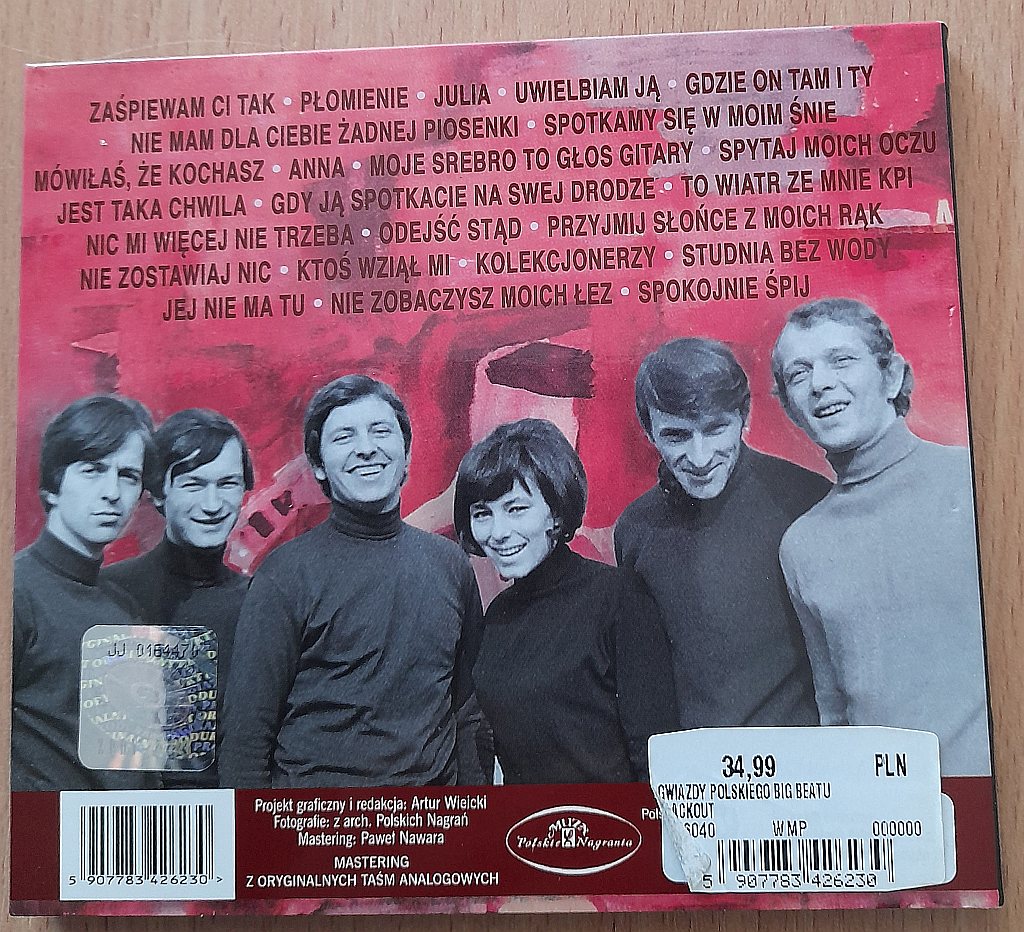 ZAŚPIEWAM CI TAK • PŁOMIENIE • JULIA • UWIELBIAM JĄ • GDZIE ON TAM I TY
NIE MAM DLA CIEBIE ŻADNEJ PIOSENKI • SPOTKAMY SIĘ W MOIM ŚNIE
MÓWIŁAŚ, ŻE KOCHASZ • ANNA • MOJE SREBRO TO GŁOS GITARY • SPYTAJ MOICH OCZU
JEST TAKA CHWILA • GDY JĄ SPOTKACIE NA SWEJ DRODZE • TO WIATR ZE MNIE KPI
NIC MI WIĘCEJ NIE TRZEBA • ODEJŚĆ STĄD • PRZYJMIJ SŁOŃCE Z MOICH RĄK
NIE ZOSTAWIAJ NIC • KTOŚ WZIĄŁ MI • KOLEKCJONERZY • STUDNIA BEZ WODY
JEJ NIE MA TU • NIE ZOBACZYSZ MOICH ŁEZ • SPOKOJNIE ŚPIJ
5 907783 426230 >
Projekt graficzny i redakcja: Artur Wielcki
Fotografie: z arch. Polskich Nagrań
Mastering: Paweł Nawara
MASTERING
Z ORYGINALNYCH TAŚM ANALOGOWYCH
MUZA
Polskie Nagrania
34,99 PLN
GWIAZDY POLSKIEGO BIG BEATU
LACKOUT
6040 WMP 000000
5 907783 426230